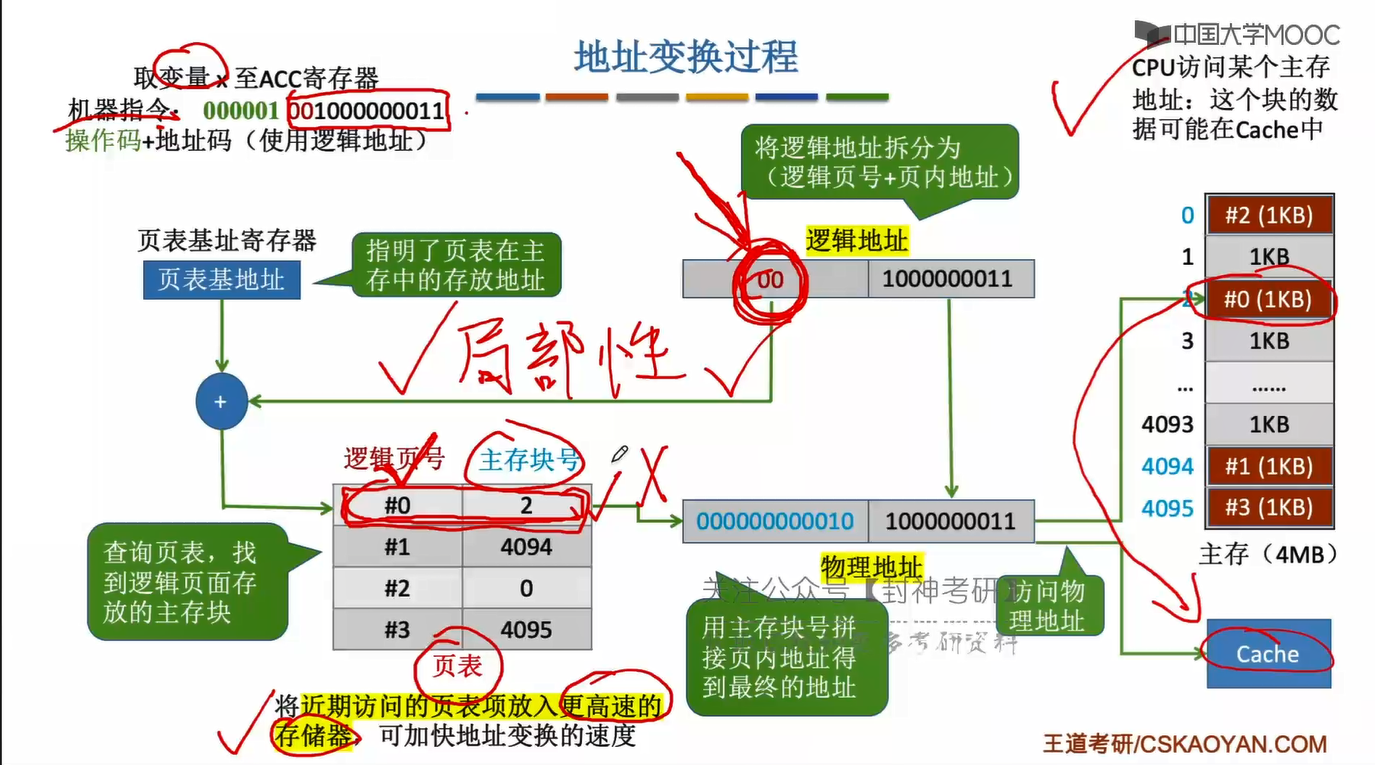 中国大学MOOC
地址变换过程
取变量 x 至ACC寄存器
机器指令: 000001 001000000011
操作码+地址码（使用逻辑地址）
CPU访问某个主存
地址：这个块的数
据可能在Cache中
将逻辑地址拆分为
（逻辑页号+页内地址）
页表基址寄存器
页表基地址
指明了页表在主
存中的存放地址
逻辑地址
00 1000000011
局部性
+
逻辑页号 主存块号
#0 2
#1 4094
#2 0
#3 4095
页表
X
查询页表，找
到逻辑页面存
放的主存块
000000000010 1000000011
物理地址
关注公众号【封神考研】
多考研资料
用主存块号拼
接页内地址得
到最终的地址
访问物
理地址
0 #2 (1KB)
1 1KB
2 #0 (1KB)
3 1KB
... ......
4093 1KB
4094 #1 (1KB)
4095 #3 (1KB)
主存（4MB）
Cache
将近期访问的页表项放入更高速的
存储器，可加快地址变换的速度
王道考研/CSKAOYAN.COM